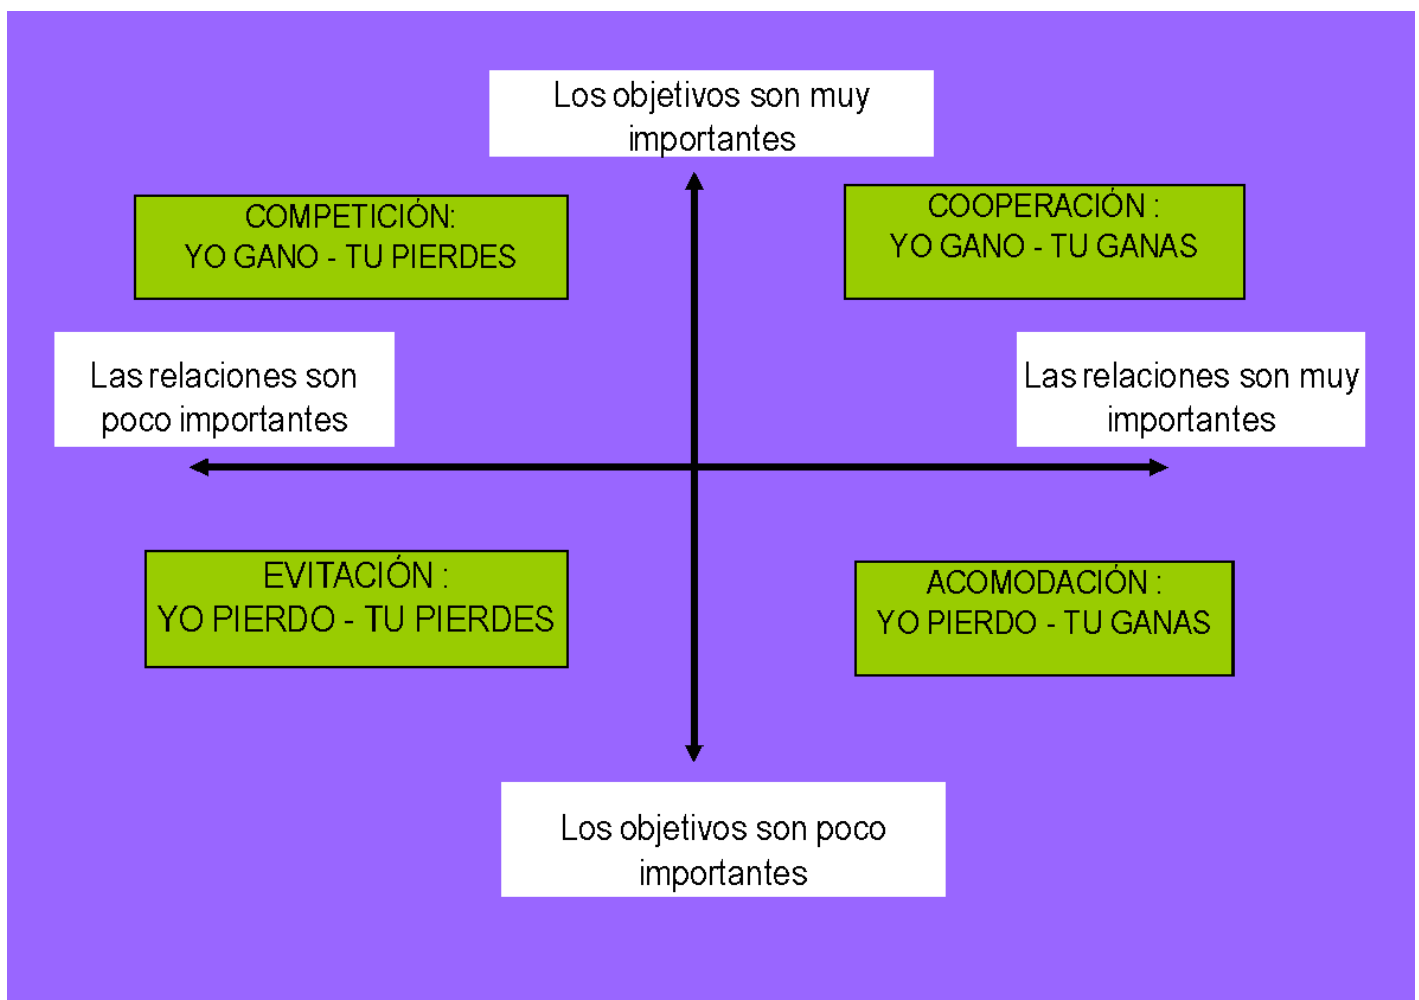 Los objetivos son muy
importantes
COMPETICIÓN:
YO GANO - TU PIERDES
COOPERACIÓN :
YO GANO - TU GANAS
Las relaciones son
poco importantes
Las relaciones son muy
importantes
EVITACIÓN :
YO PIERDO - TU PIERDES
ACOMODACIÓN :
YO PIERDO - TU GANAS
Los objetivos son poco
importantes